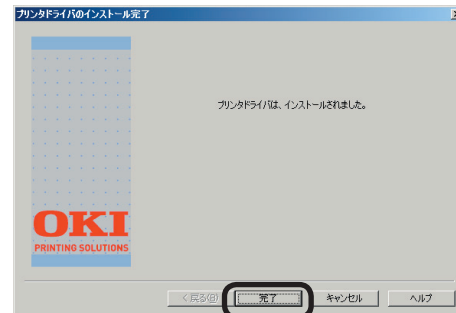 プリンタドライバのインストール完了
プリンタドライバは、インストールされました。
OKI
PRINTING SOLUTIONS
< 戻る(B)
完了
キャンセル
ヘルプ